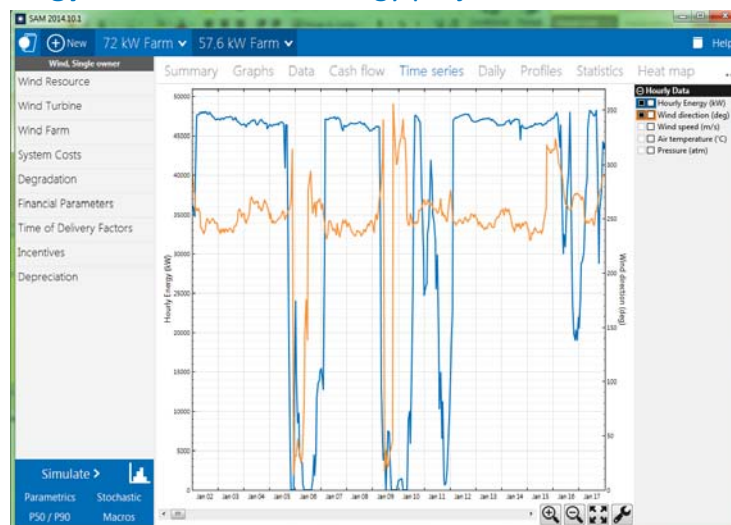 SAM 2014.10.1
New 72 kW Farm 57.6 kW Farm Help
Wind, Single owner
Wind Resource
Wind Turbine
Wind Farm
System Costs
Degradation
Financial Parameters
Time of Delivery Factors
Incentives
Depreciation
Simulate >
Parametrics Stochastic
P50 / P90 Macros
Summary Graphs Data Cash flow Time series Daily Profiles Statistics Heat map
Hourly Energy (kW)
50000
45000
40000
35000
30000
25000
20000
15000
10000
5000
0
Jan 02 Jan 03 Jan 04 Jan 05 Jan 06 Jan 07 Jan 08 Jan 09 Jan 10 Jan 11 Jan 12 Jan 13 Jan 14 Jan 15 Jan 16 Jan 17
350
300
250
200
150
100
50
0
Wind direction (deg)
Hourly Data
Hourly Energy (kW)
Wind direction (deg)
Wind speed (m/s)
Air temperature (°C)
Pressure (atm)